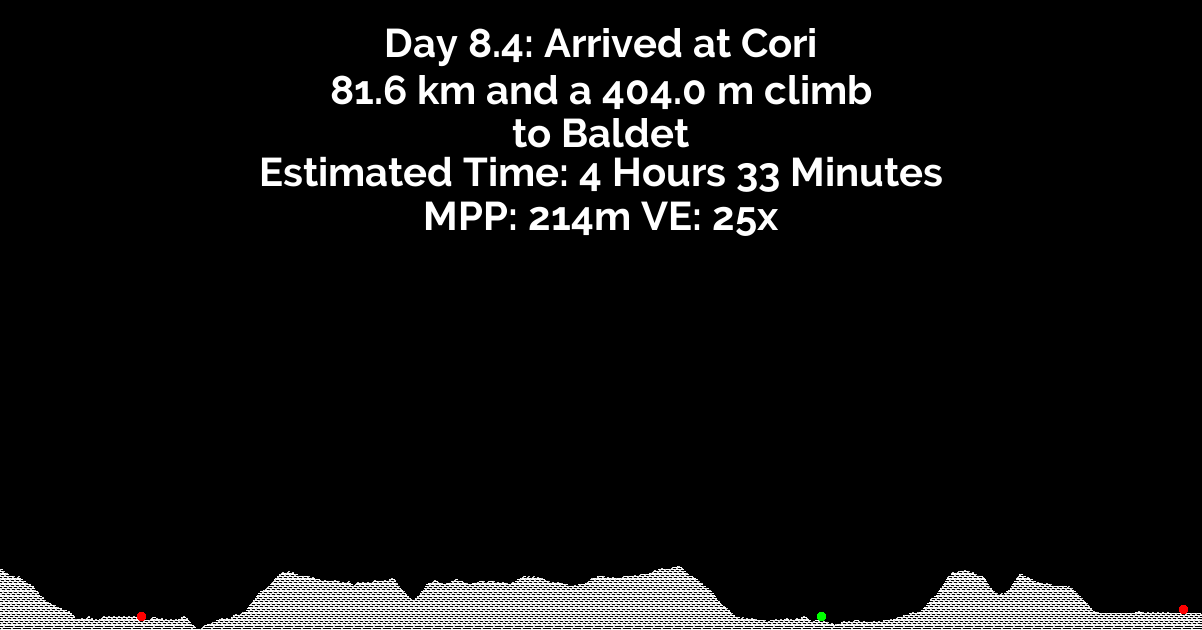 Day 8.4: Arrived at Cori
81.6 km and a 404.0 m climb
to Baldet
Estimated Time: 4 Hours 33 Minutes
MPP: 214m VE: 25x